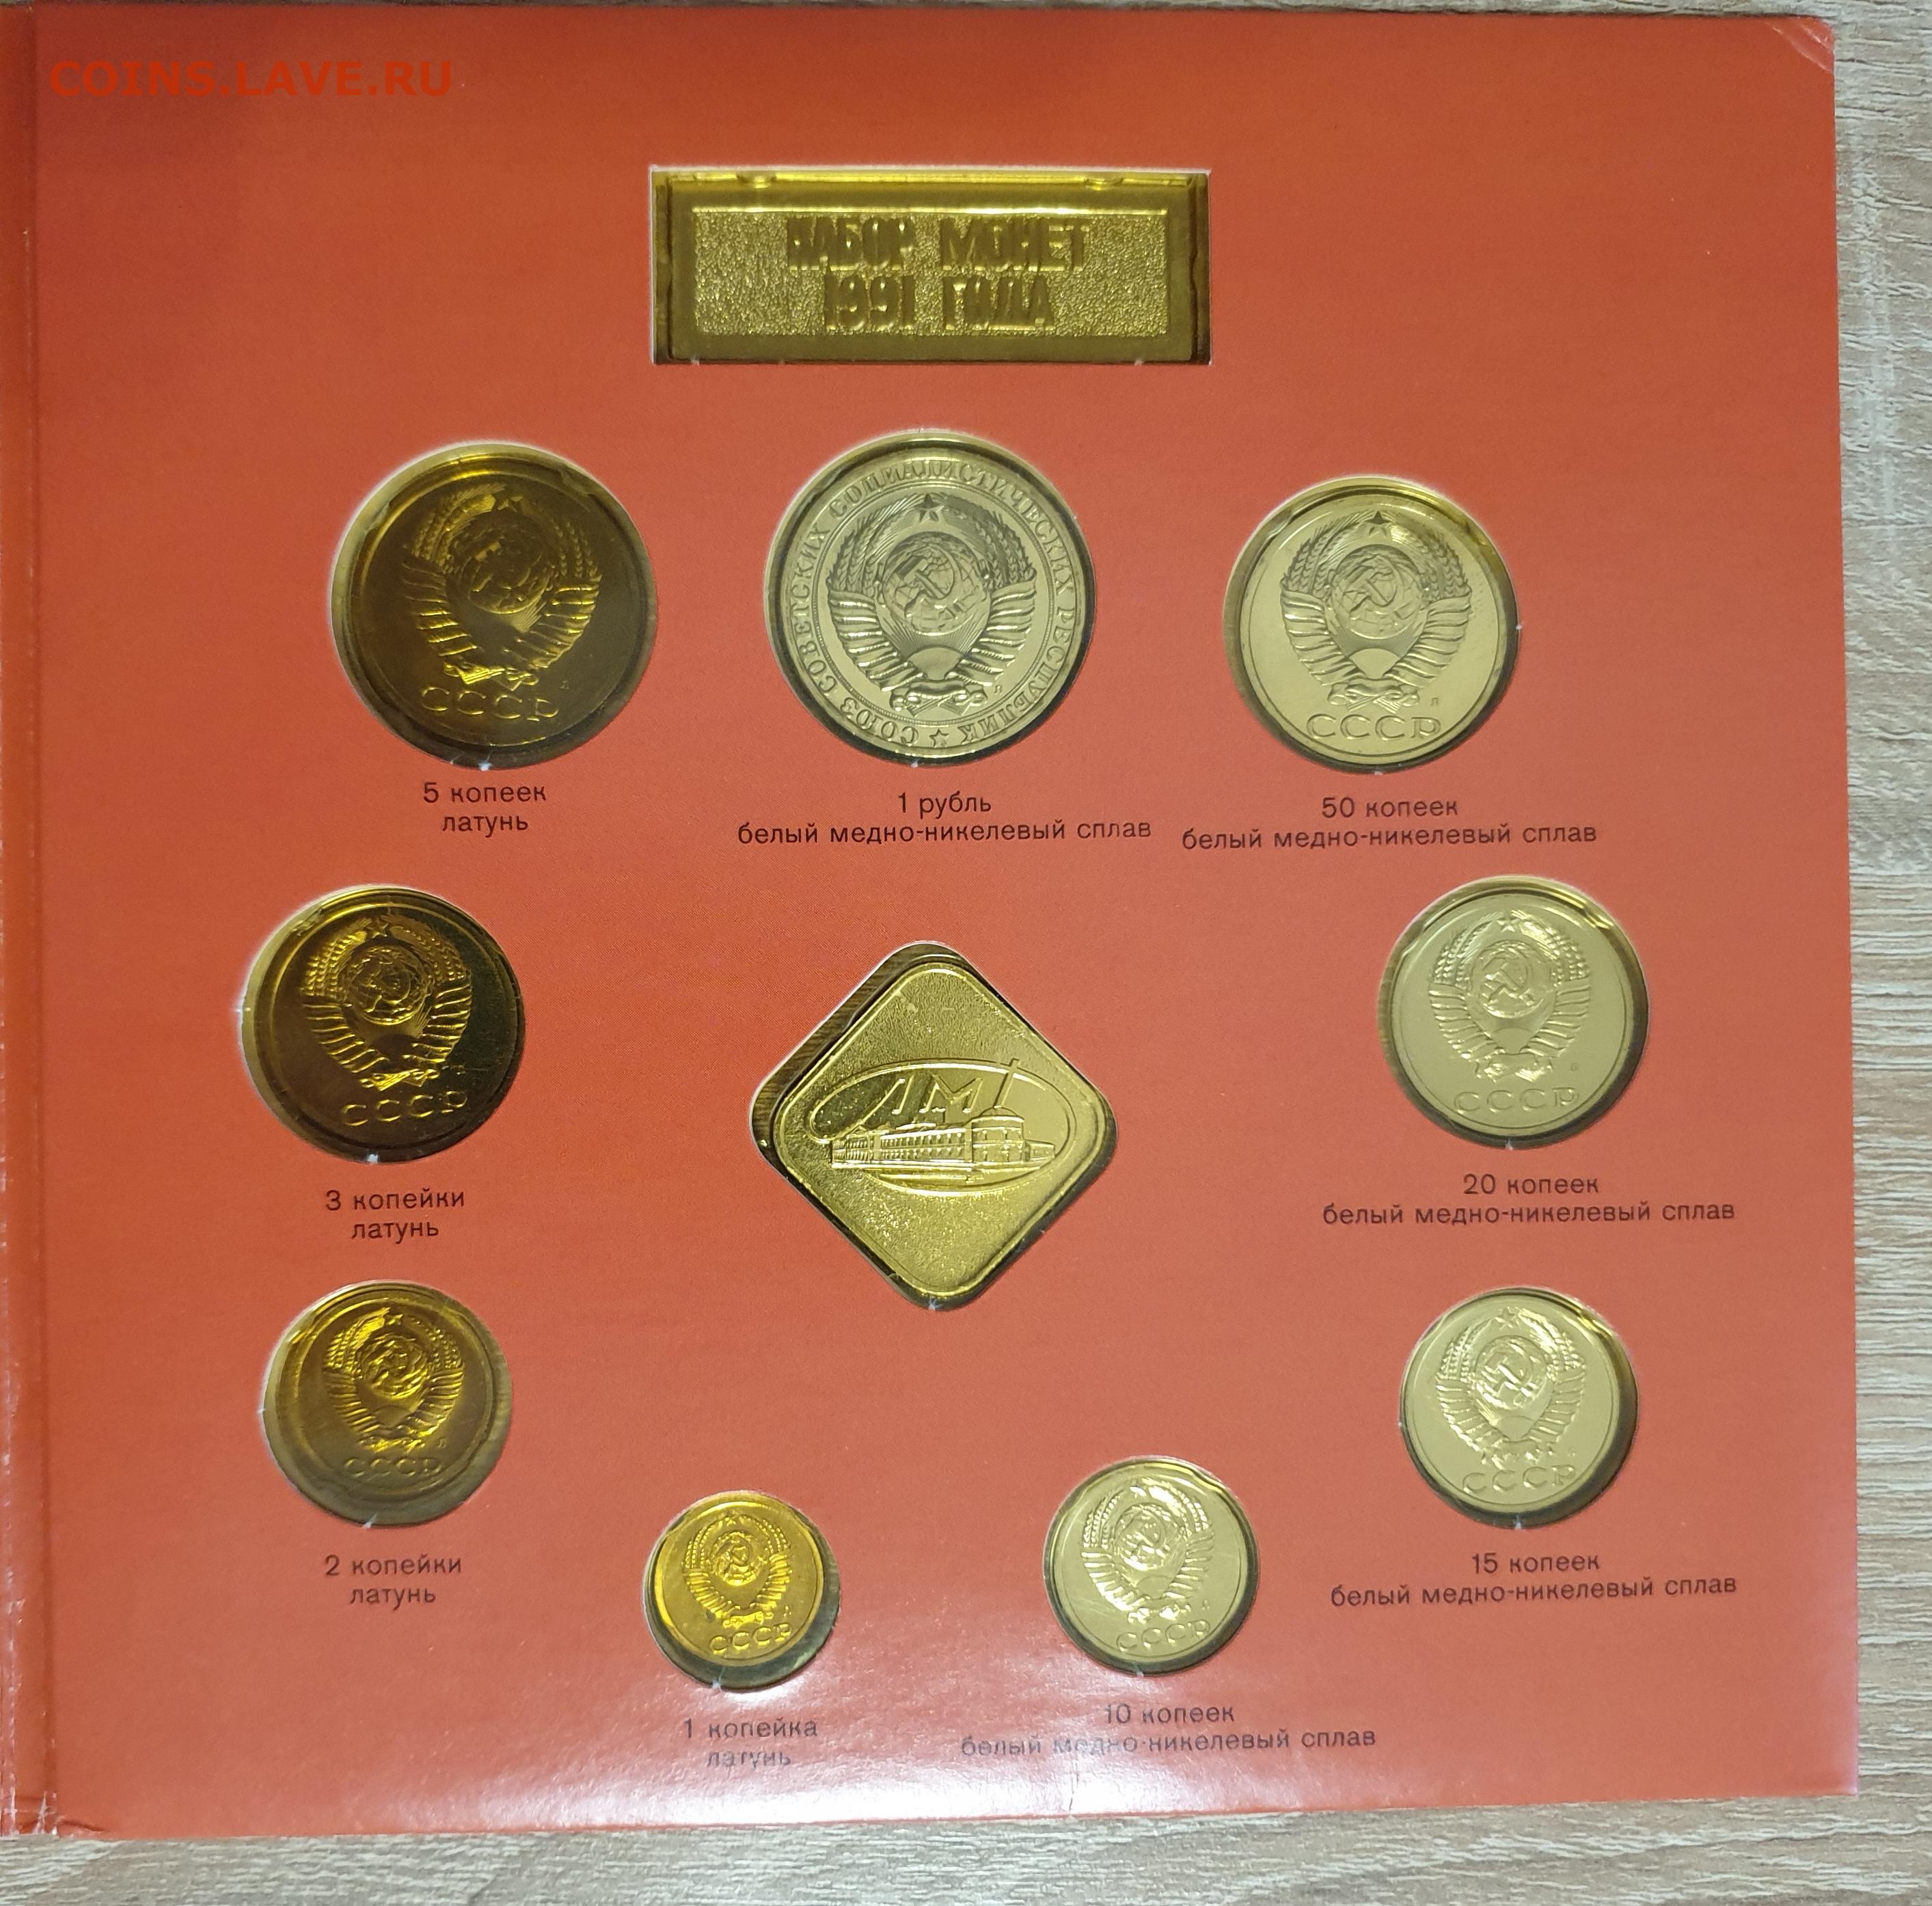 COINS.LAVE.RU
НАБОР МОНЕТ
1991 ГОДА
СССР
Л
5 копеек
латунь
СОЮЗ СОВЕТСКИХ СОЦИАЛИСТИЧЕСКИХ РЕСПУБЛИК
Л
1 рубль
белый медно-никелевый сплав
СССР
Л
50 копеек
белый медно-никелевый сплав
СССР
3 копейки
латунь
ЛМД
СССР
20 копеек
белый медно-никелевый сплав
СССР
Л
2 копейки
латунь
СССР
1 копейка
латунь
СССР
Л
10 копеек
белый медно-никелевый сплав
СССР
15 копеек
белый медно-никелевый сплав